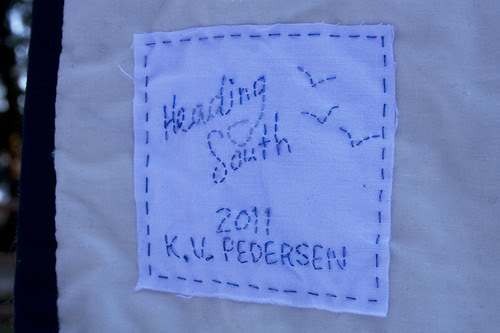 Heading
South
2011
K.V. PEDERSEN